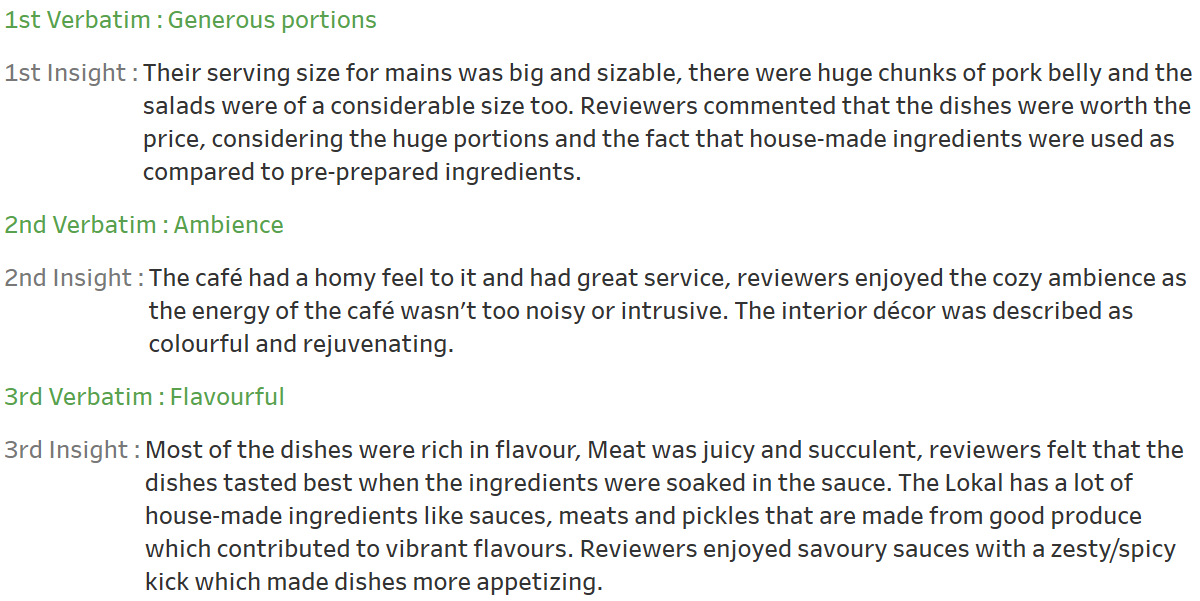 1st Verbatim : Generous portions
1st Insight : Their serving size for mains was big and sizable, there were huge chunks of pork belly and the
salads were of a considerable size too. Reviewers commented that the dishes were worth the
price, considering the huge portions and the fact that house-made ingredients were used as
compared to pre-prepared ingredients.
2nd Verbatim : Ambience
2nd Insight : The café had a homy feel to it and had great service, reviewers enjoyed the cozy ambience as
the energy of the café wasn’t too noisy or intrusive. The interior décor was described as
colourful and rejuvenating.
3rd Verbatim : Flavourful
3rd Insight : Most of the dishes were rich in flavour, Meat was juicy and succulent, reviewers felt that the
dishes tasted best when the ingredients were soaked in the sauce. The Lokal has a lot of
house-made ingredients like sauces, meats and pickles that are made from good produce
which contributed to vibrant flavours. Reviewers enjoyed savoury sauces with a zesty/spicy
kick which made dishes more appetizing.